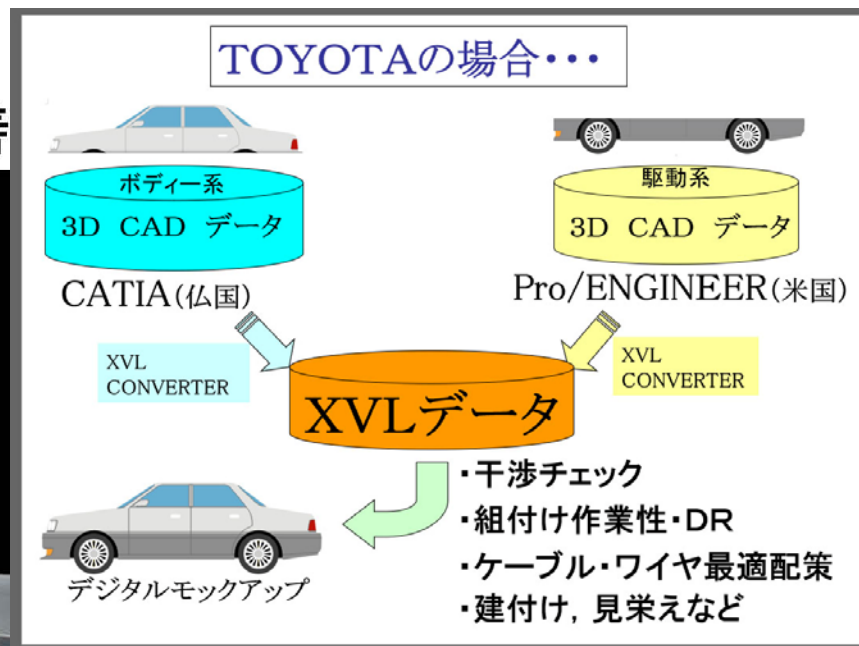 TOYOTAの場合･･･
ボディー系
3D CAD データ
CATIA(仏国)
駆動系
3D CAD データ
Pro/ENGINEER(米国)
XVL
CONVERTER
XVL
CONVERTER
XVLデータ
・干渉チェック
・組付け作業性・DR
・ケーブル・ワイヤ最適配策
・建付け，見栄えなど
デジタルモックアップ